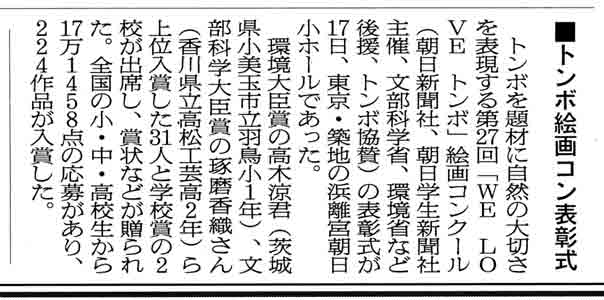 ■トンボ絵画コン表彰式
トンボを題材に自然の大切さ
を表現する第27回「WE LO
VE トンボ」絵画コンクール
(朝日新聞社、朝日学生新聞社
主催、文部科学省、環境省など
後援、トンボ協賛)の表彰式が
17日、東京・築地の浜離宮朝日
小ホールであった。
環境大臣賞の高木涼君(茨城
県小美玉市立羽鳥小1年)、文
部科学大臣賞の琢磨香織さん
(香川県立高松工芸高2年)ら
上位入賞した31人と学校賞の2
校が出席し、賞状などが贈られ
た。全国の小・中・高校生から
17万1458点の応募があり、
224作品が入賞した。